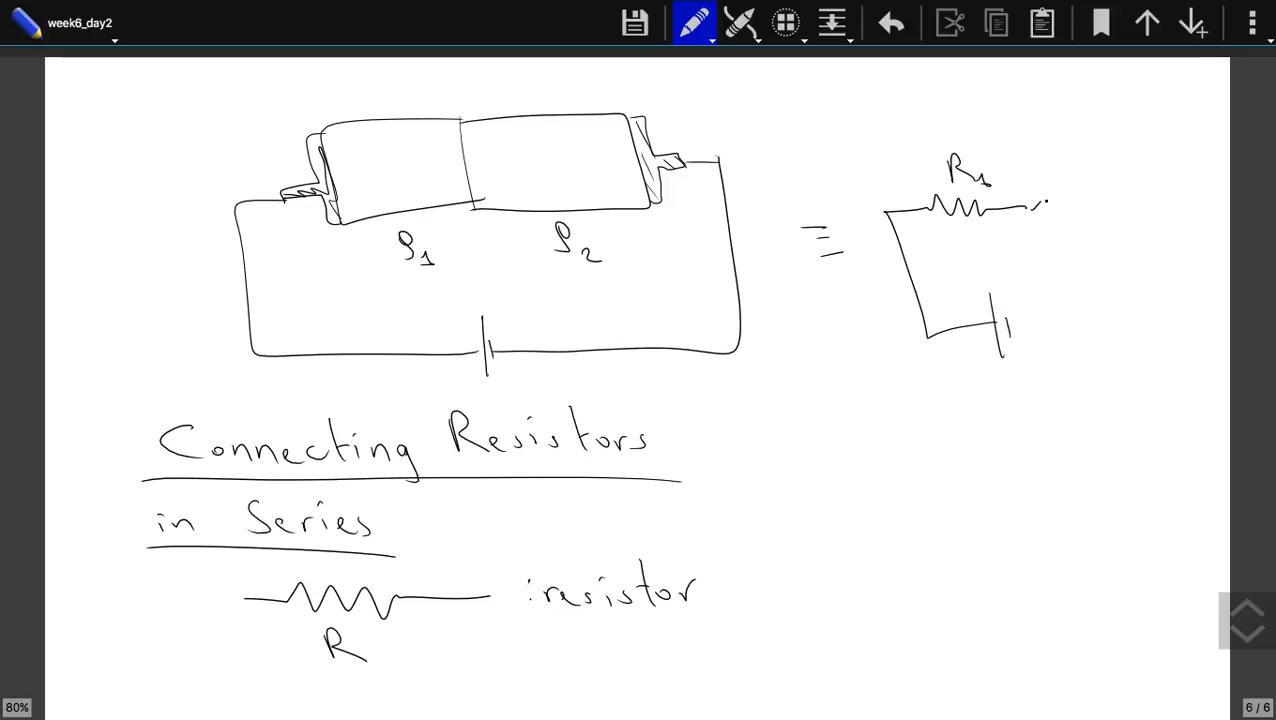 week6_day2
R₁
ρ₁ ρ₂
≡
Connecting Resistors
in Series
: resistor
R
80%
6 / 6